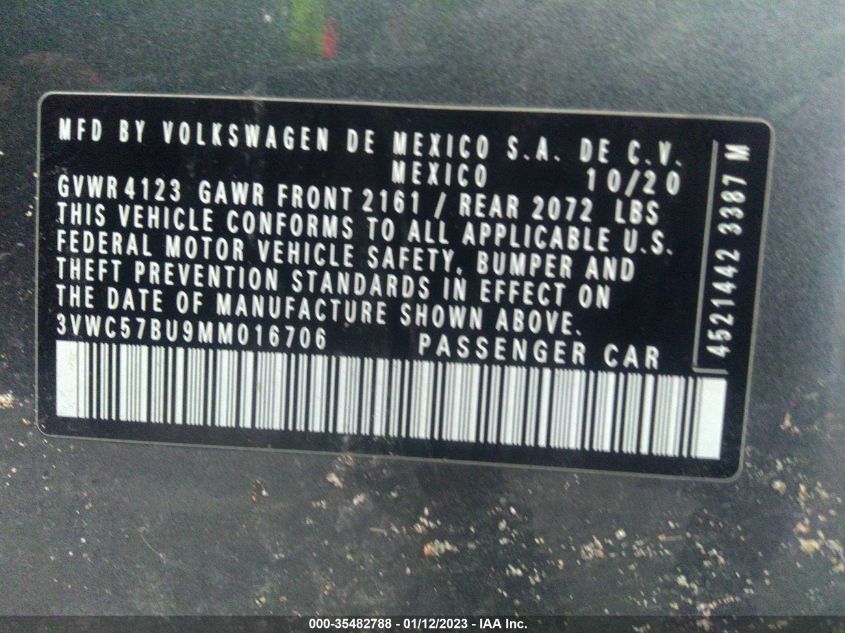 MFD BY VOLKSWAGEN DE MEXICO S.A. DE C.V.
MEXICO 10/20
GVWR 4123 GAWR FRONT 2161 / REAR 2072 LBS
THIS VEHICLE CONFORMS TO ALL APPLICABLE U.S.
FEDERAL MOTOR VEHICLE SAFETY, BUMPER AND
THEFT PREVENTION STANDARDS IN EFFECT ON
THE DATE OF MANUFACTURE SHOWN ABOVE.
3VWC57BU9MM016706 PASSENGER CAR
4521442 3387 M
000-35482788 - 01/12/2023 - IAA Inc.